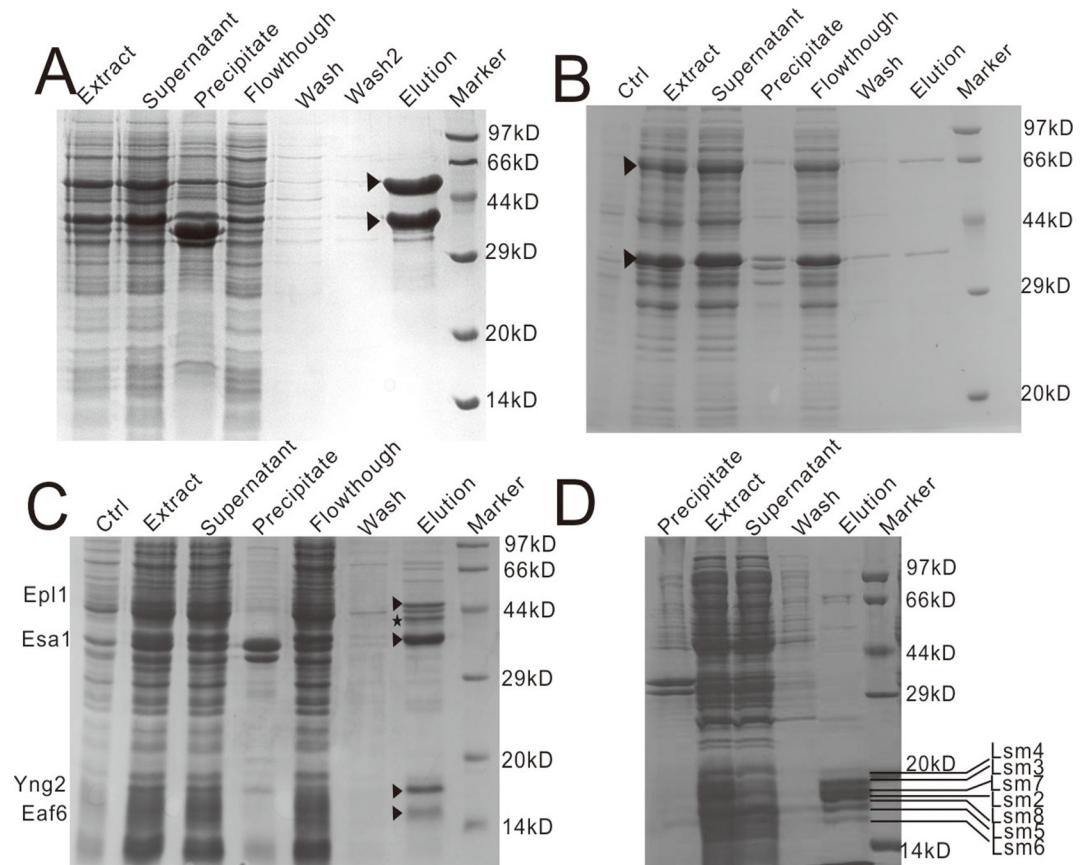 A
Extract
Supernatant
Precipitate
Flowthough
Wash
Wash2
Elution
Marker
97kD
66kD
44kD
29kD
20kD
14kD
B
Ctrl
Extract
Supernatant
Precipitate
Flowthough
Wash
Elution
Marker
97kD
66kD
44kD
29kD
20kD
C
Ctrl
Extract
Supernatant
Precipitate
Flowthough
Wash
Elution
Marker
97kD
66kD
44kD
29kD
20kD
14kD
Epl1
Esa1
Yng2
Eaf6
D
Precipitate
Extract
Supernatant
Wash
Elution
Marker
97kD
66kD
44kD
29kD
20kD
14kD
Lsm4
Lsm3
Lsm7
Lsm2
Lsm8
Lsm5
Lsm6